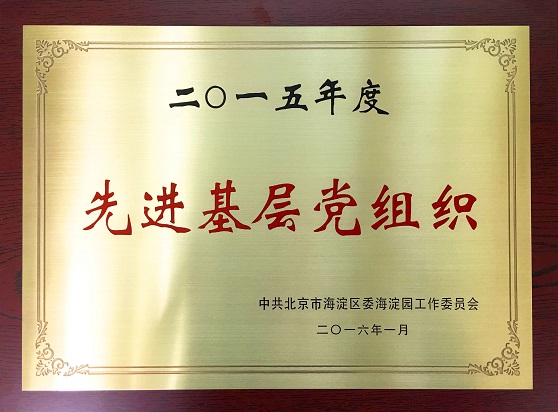 二〇一五年度
先进基层党组织
中共北京市海淀区委海淀园工作委员会
二〇一六年一月